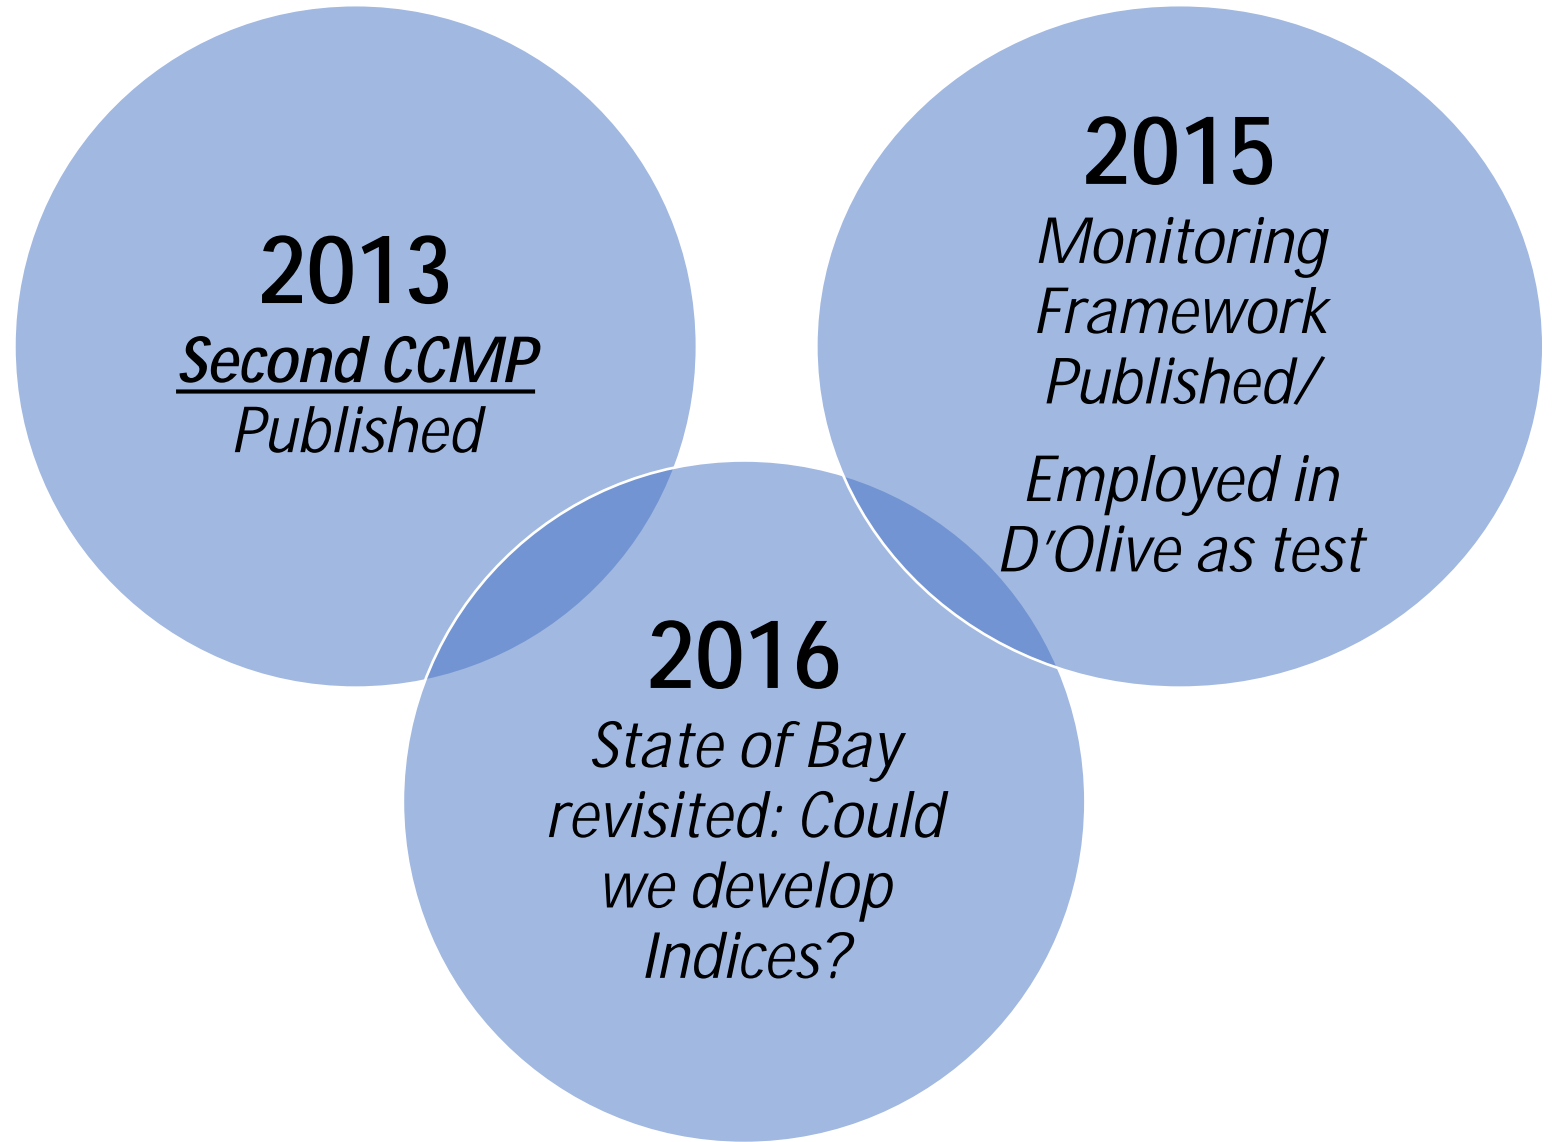 2013
Second CCMP
Published
2015
Monitoring
Framework
Published/
Employed in
D’Olive as test
2016
State of Bay
revisited: Could
we develop
Indices?